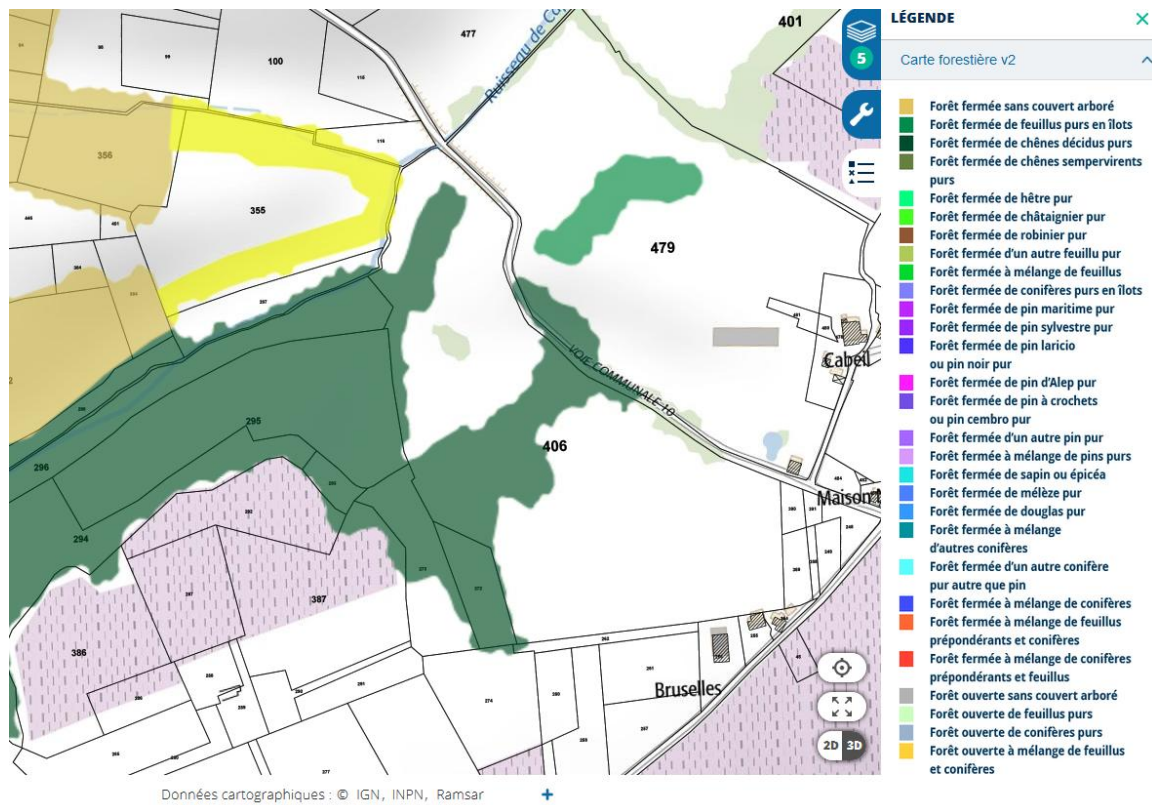 401
477
100
115
Ruisseau de Ca
5
116
356
355
479
Cabeil
VOIE COMMUNALE 10
295
406
296
Maison
294
387
386
Bruselles
274
277
2D 3D
Données cartographiques : © IGN, INPN, Ramsar +
LÉGENDE
Carte forestière v2
Forêt fermée sans couvert arboré
Forêt fermée de feuillus purs en îlots
Forêt fermée de chênes décidus purs
Forêt fermée de chênes sempervirents
purs
Forêt fermée de hêtre pur
Forêt fermée de châtaignier pur
Forêt fermée de robinier pur
Forêt fermée d'un autre feuillu pur
Forêt fermée à mélange de feuillus
Forêt fermée de conifères purs en îlots
Forêt fermée de pin maritime pur
Forêt fermée de pin sylvestre pur
Forêt fermée de pin laricio
ou pin noir pur
Forêt fermée de pin d'Alep pur
Forêt fermée de pin à crochets
ou pin cembro pur
Forêt fermée d'un autre pin pur
Forêt fermée à mélange de pins purs
Forêt fermée de sapin ou épicéa
Forêt fermée de mélèze pur
Forêt fermée de douglas pur
Forêt fermée à mélange
d'autres conifères
Forêt fermée d'un autre conifère
pur autre que pin
Forêt fermée à mélange de conifères
Forêt fermée à mélange de feuillus
prépondérants et conifères
Forêt fermée à mélange de conifères
prépondérants et feuillus
Forêt ouverte sans couvert arboré
Forêt ouverte de feuillus purs
Forêt ouverte de conifères purs
Forêt ouverte à mélange de feuillus
et conifères